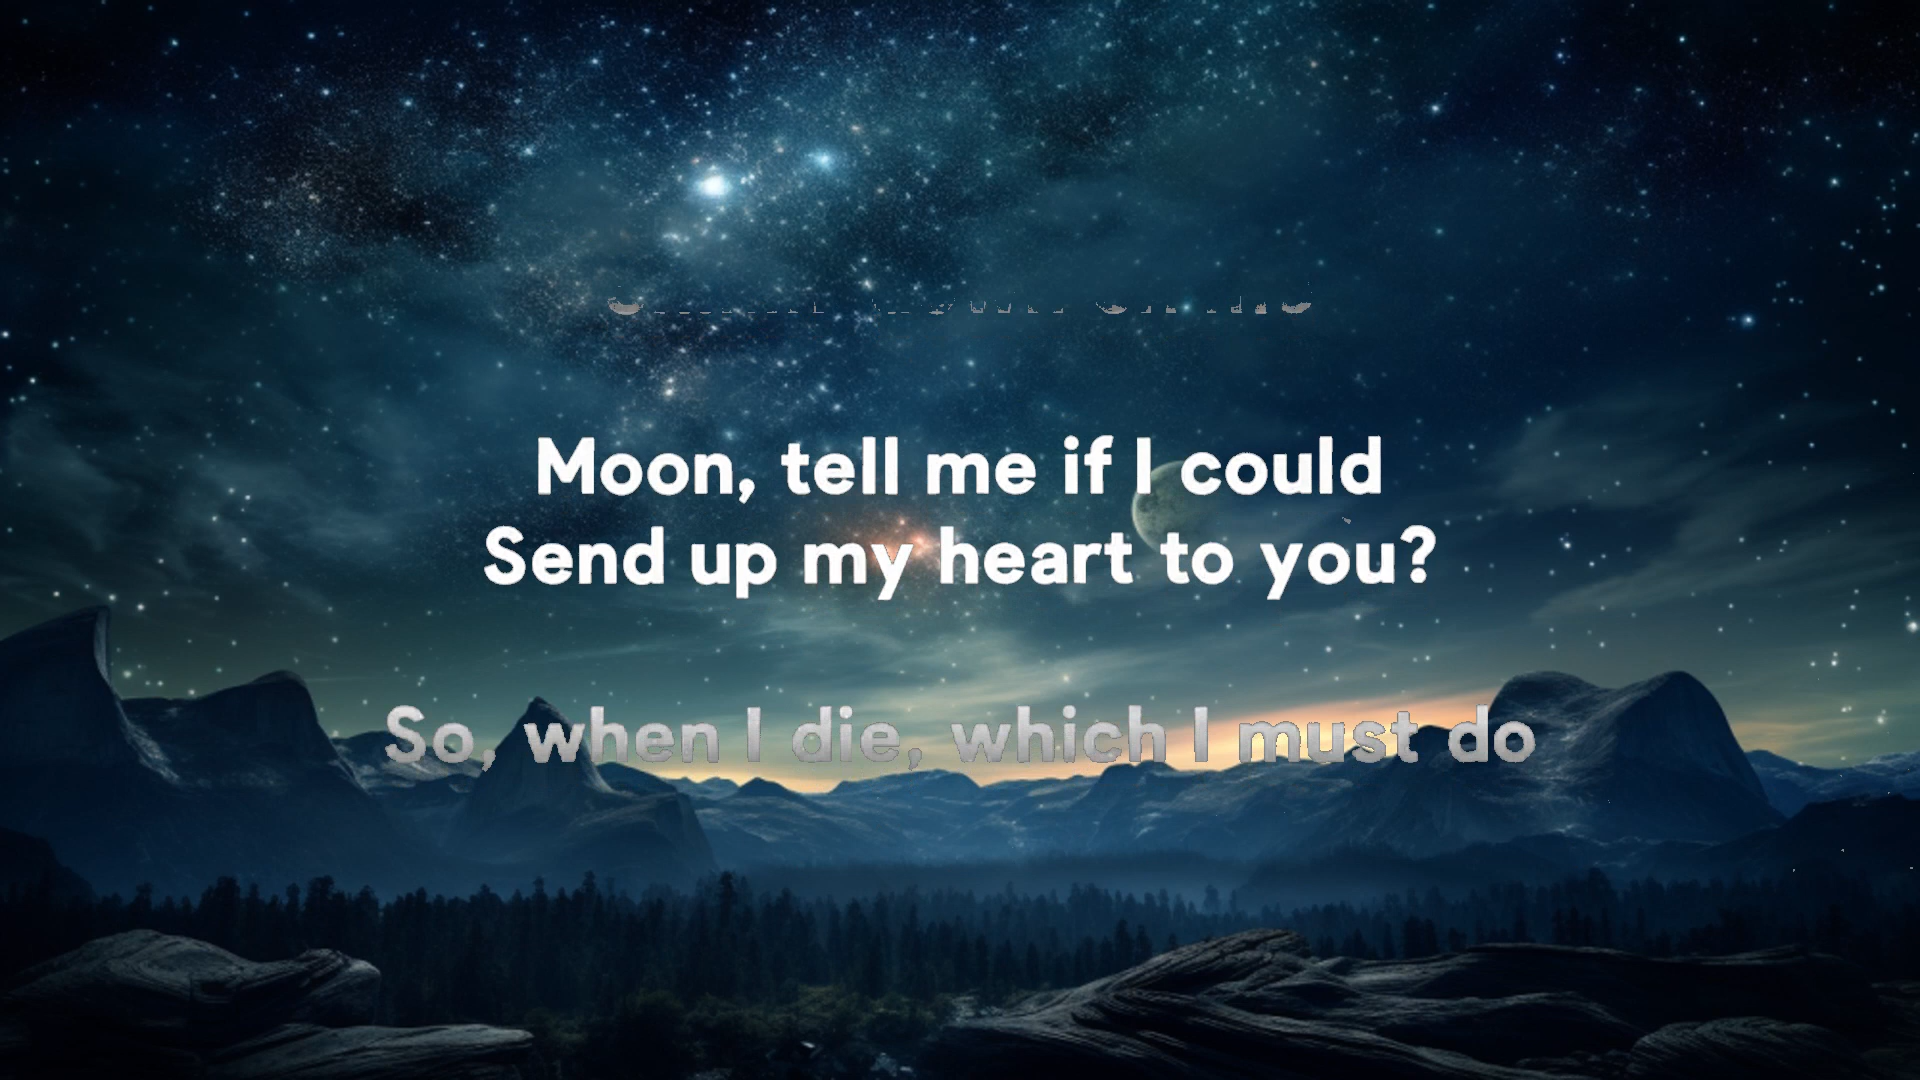 Moon, tell me if I could
Send up my heart to you?
So, when I die, which I must do